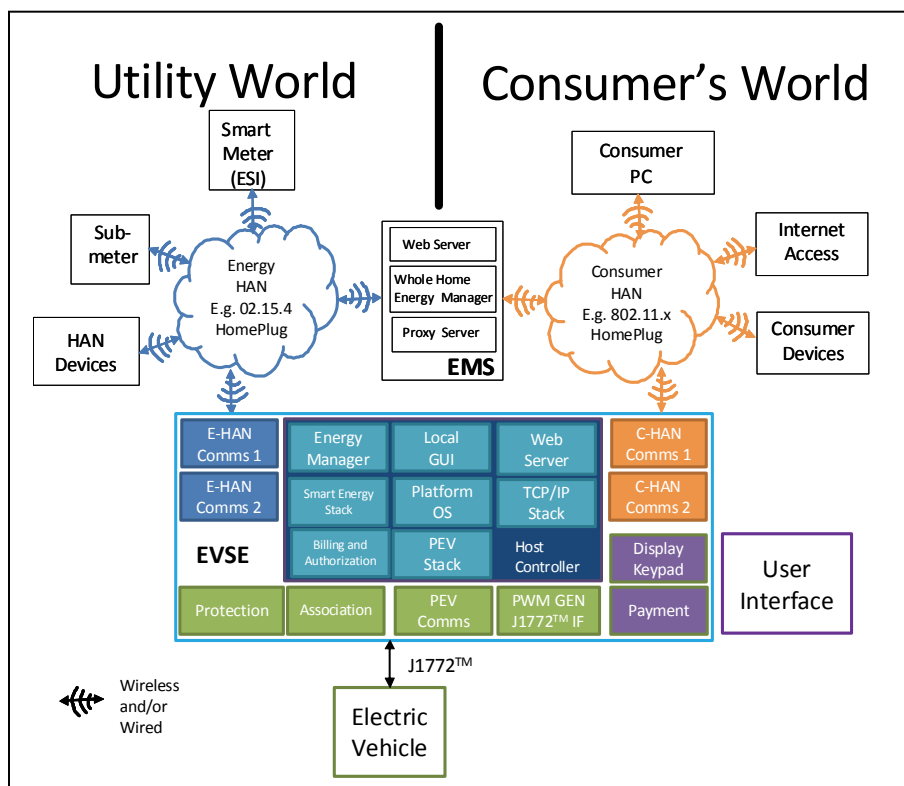 Utility World
Consumer's World
Smart
Meter
(ESI)
Consumer
PC
Sub-
meter
Internet
Access
HAN
Devices
Consumer
Devices
Energy
HAN
E.g. 02.15.4
HomePlug
Web Server
Whole Home
Energy Manager
Proxy Server
EMS
Consumer
HAN
E.g. 802.11.x
HomePlug
E-HAN
Comms 1
Energy
Manager
Local
GUI
Web
Server
C-HAN
Comms 1
E-HAN
Comms 2
Smart Energy
Stack
Platform
OS
TCP/IP
Stack
C-HAN
Comms 2
EVSE
Billing and
Authorization
PEV
Stack
Host
Controller
Display
Keypad
Protection
Association
PEV
Comms
PWM GEN
J1772™ IF
Payment
User
Interface
J1772™
Wireless
and/or
Wired
Electric
Vehicle